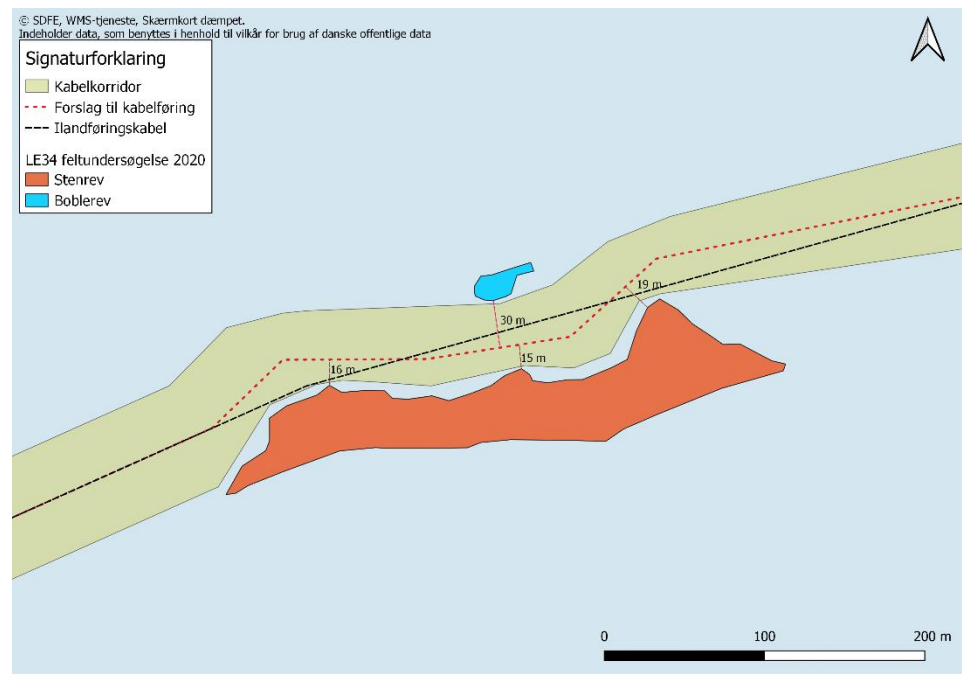 © SDFE, WMS-tjeneste, Skærmkort dæmpet.
Indeholder data, som benyttes i henhold til vilkår for brug af danske offentlige data
Signaturforklaring
Kabelkorridor
Forslag til kabelføring
Ilandføringskabel
LE34 feltundersøgelse 2020
Stenrev
Boblerev
19 m
30 m
15 m
16 m
0 100 200 m